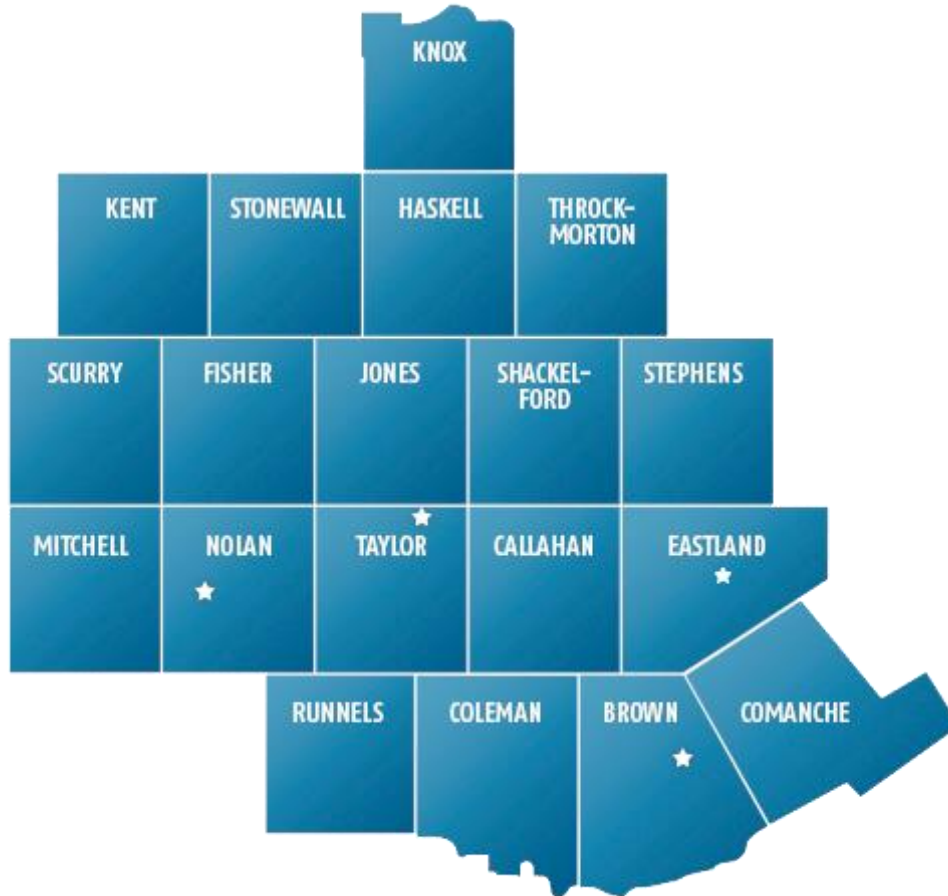 KNOX
KENT
STONEWALL
HASKELL
THROCK-
MORTON
SCURRY
FISHER
JONES
SHACKEL-
FORD
STEPHENS
MITCHELL
NOLAN
TAYLOR
CALLAHAN
EASTLAND
RUNNELS
COLEMAN
BROWN
COMANCHE